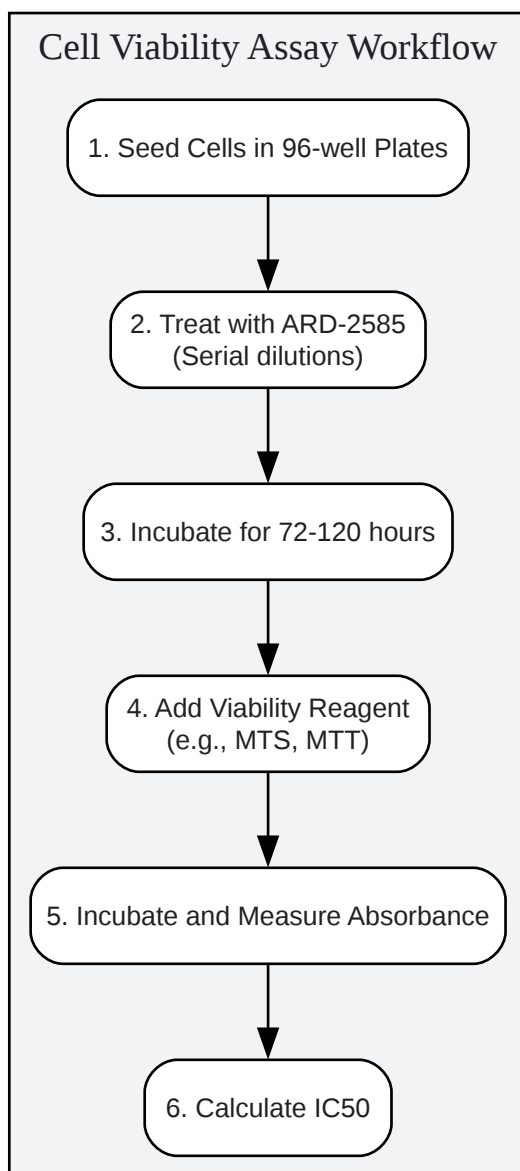 Cell Viability Assay Workflow
1. Seed Cells in 96-well Plates
2. Treat with ARD-2585
(Serial dilutions)
3. Incubate for 72-120 hours
4. Add Viability Reagent
(e.g., MTS, MTT)
5. Incubate and Measure Absorbance
6. Calculate IC50